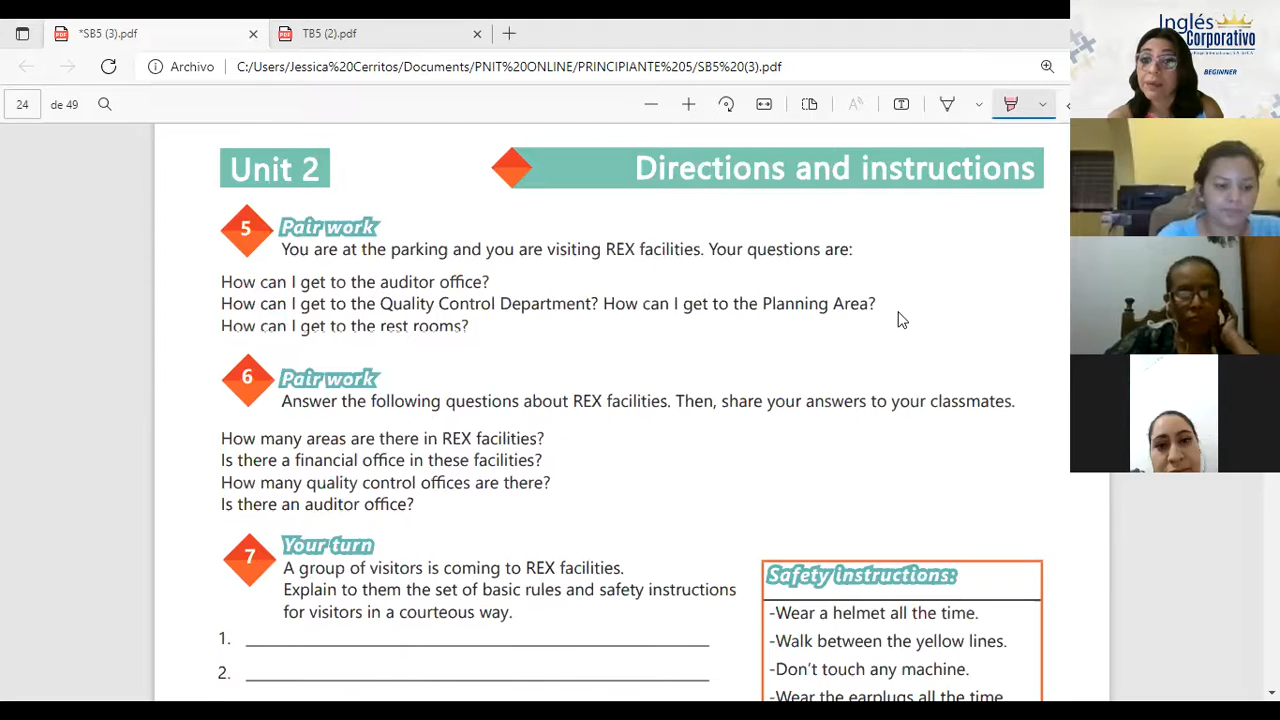 *SB5 (3).pdf
TB5 (2).pdf
Archivo
C:/Users/Jessica%20Cerritos/Documents/PNL%20ONLINE/PRINCIPIANTE%205/SB5%20(3).pdf
24
de 49
Inglés
Corporativo
BEGINNER
Unit 2
Directions and instructions
5
Pair work
You are at the parking and you are visiting REX facilities. Your questions are:
How can I get to the auditor office?
How can I get to the Quality Control Department? How can I get to the Planning Area?
How can I get to the rest rooms?
6
Pair work
Answer the following questions about REX facilities. Then, share your answers to your classmates.
How many areas are there in REX facilities?
Is there a financial office in these facilities?
How many quality control offices are there?
Is there an auditor office?
7
Your turn
A group of visitors is coming to REX facilities.
Explain to them the set of basic rules and safety instructions
for visitors in a courteous way.
1.
2.
Safety instructions:
-Wear a helmet all the time.
-Walk between the yellow lines.
-Don't touch any machine.
-Wear the earplugs all the time